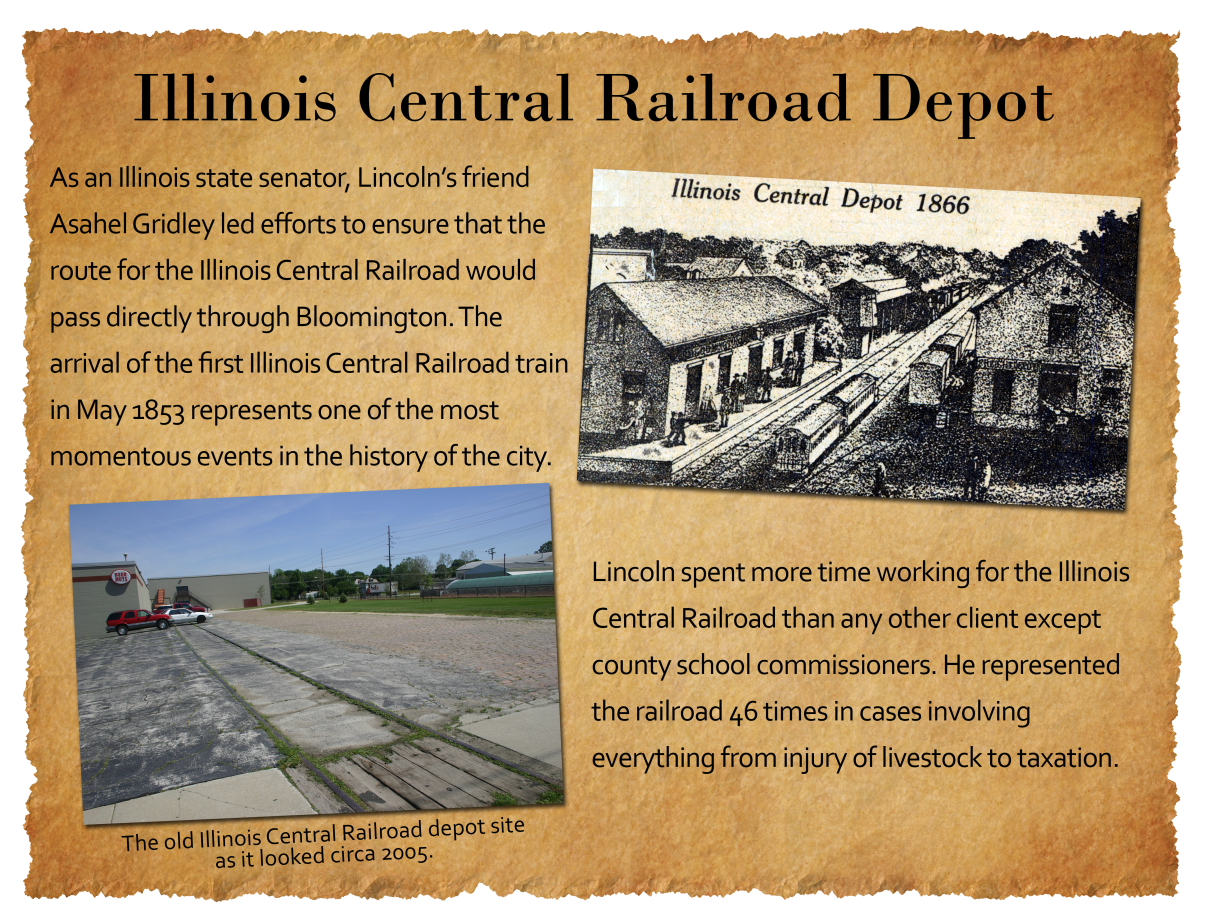 Illinois Central Railroad Depot
As an Illinois state senator, Lincoln's friend
Asahel Gridley led efforts to ensure that the
route for the Illinois Central Railroad would
pass directly through Bloomington. The
arrival of the first Illinois Central Railroad train
in May 1853 represents one of the most
momentous events in the history of the city.
Illinois Central Depot 1866
BEER
NUTS
The old Illinois Central Railroad depot site
as it looked circa 2005.
Lincoln spent more time working for the Illinois
Central Railroad than any other client except
county school commissioners. He represented
the railroad 46 times in cases involving
everything from injury of livestock to taxation.